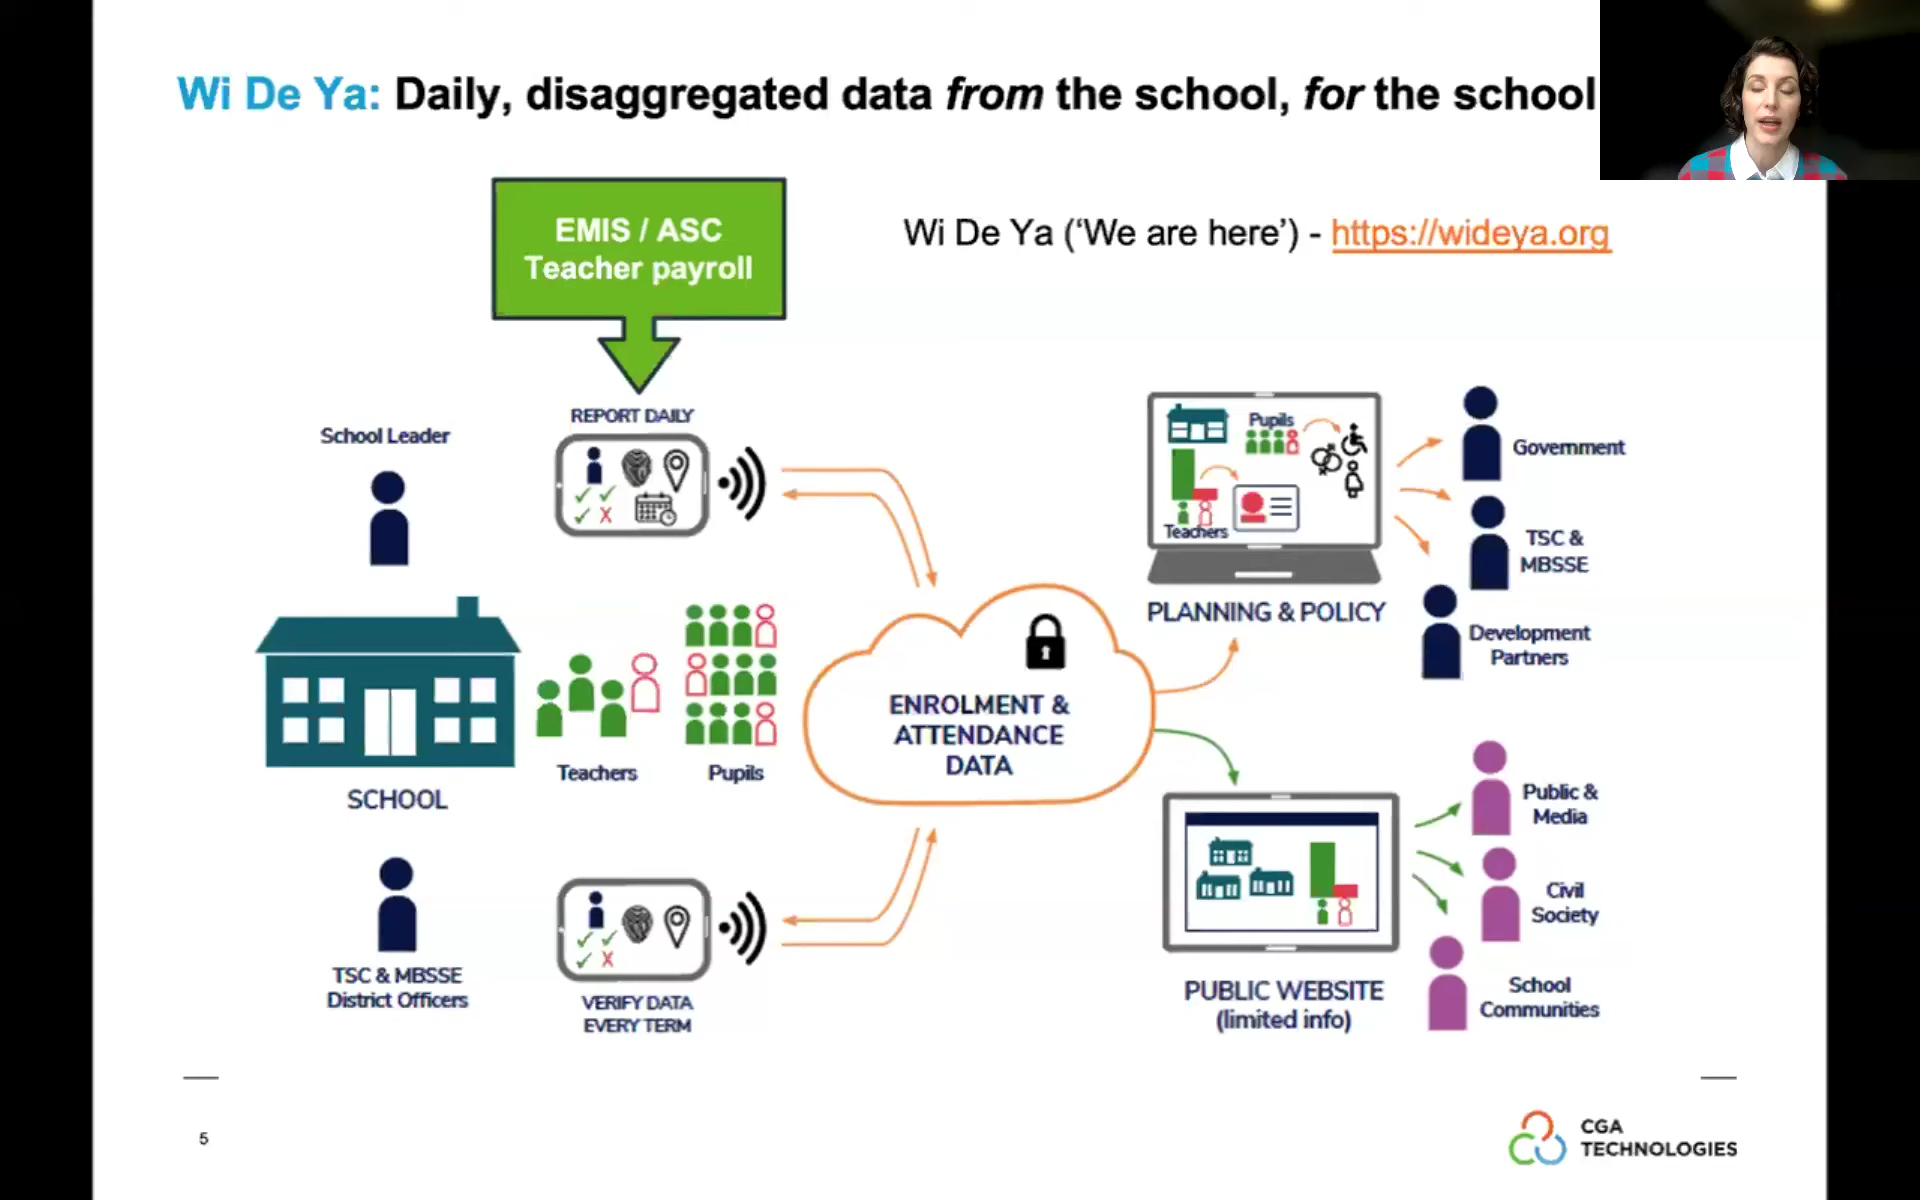 Wi De Ya: Daily, disaggregated data from the school, for the school
EMIS / ASC
Teacher payroll
Wi De Ya (‘We are here’) - https://wideya.org
REPORT DAILY
School Leader
SCHOOL
Teachers
Pupils
TSC & MBSSE
District Officers
VERIFY DATA
EVERY TERM
ENROLMENT &
ATTENDANCE
DATA
Pupils
Teachers
PLANNING & POLICY
Government
TSC &
MBSSE
Development
Partners
PUBLIC WEBSITE
(limited info)
Public &
Media
Civil
Society
School
Communities
5
CGA
TECHNOLOGIES